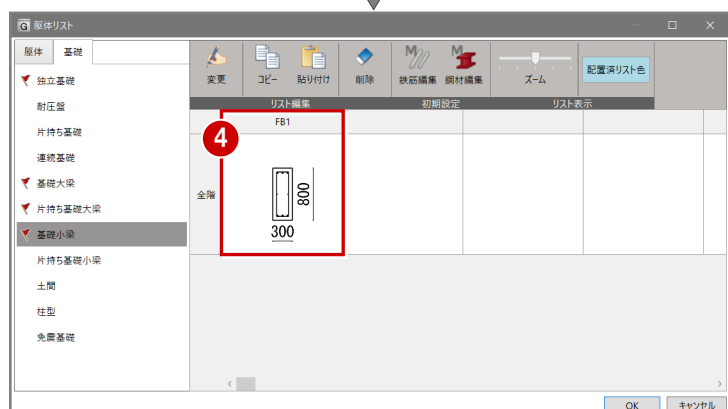 G 躯体リスト
躯体 基礎
変更 コピー 貼り付け 削除 鉄筋編集 鋼材編集 ズーム 配置済リスト色
リスト編集 初期設定 リスト表示
独立基礎
耐圧盤
片持ち基礎
連続基礎
基礎大梁
片持ち基礎大梁
基礎小梁
片持ち基礎小梁
土間
柱型
免震基礎
FB1
4
全階
800
300
OK キャンセル